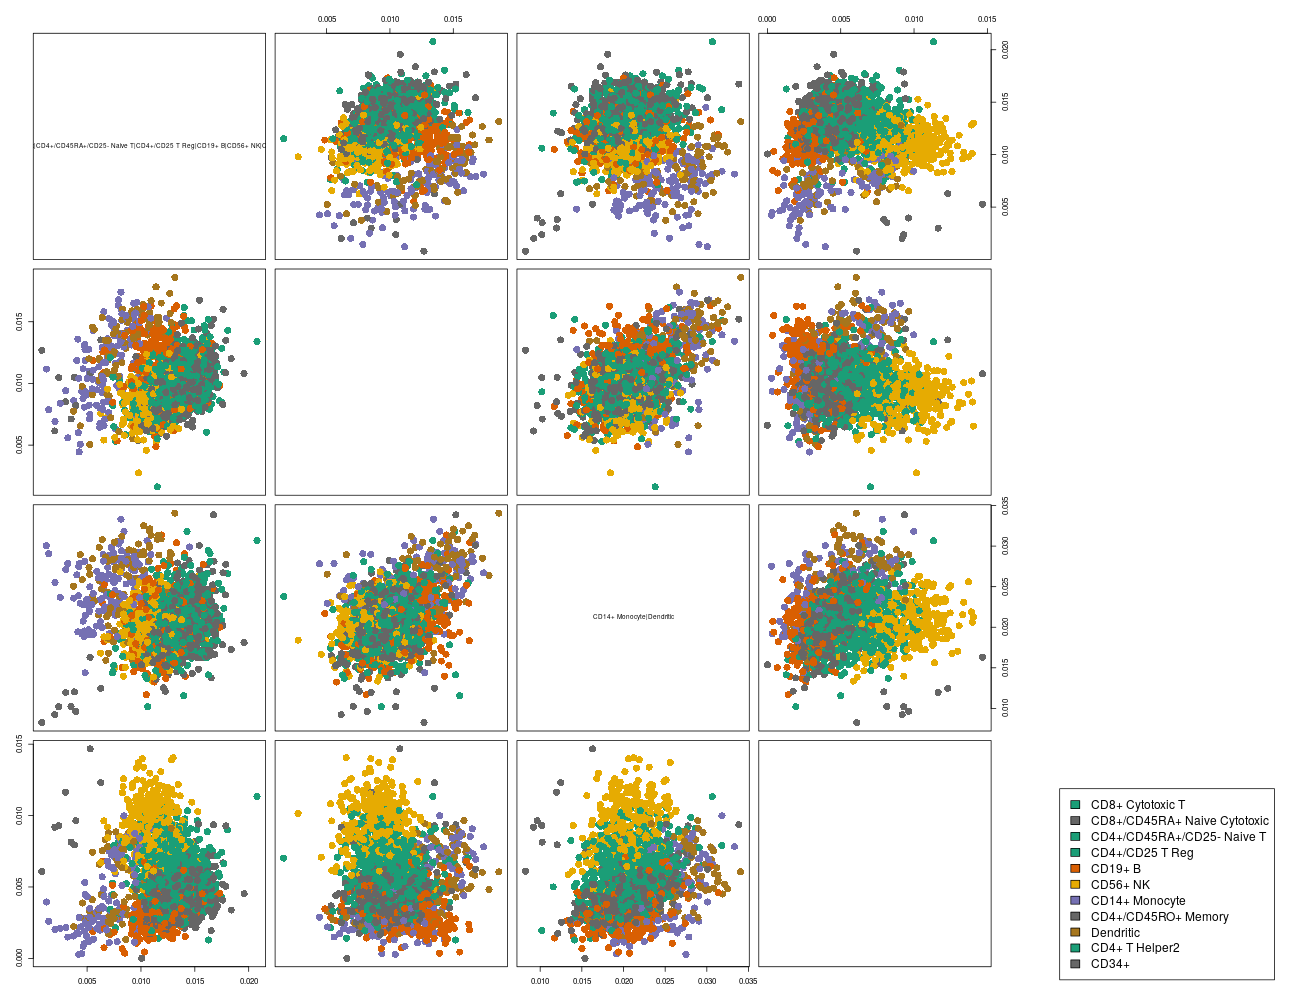 0.005 0.010 0.015
0.000 0.005 0.010 0.015
|CD4+/CD45RA+/CD25- Naive T|CD4+/CD25 T Reg|CD19+ B|CD56+ NK|C
0.005 0.010 0.015 0.020
0.005 0.010 0.015
CD14+ Monocyte|Dendritic
0.010 0.015 0.020 0.025 0.030 0.035
0.000 0.005 0.010 0.015
0.005 0.010 0.015 0.020
0.010 0.015 0.020 0.025 0.030 0.035
CD8+ Cytotoxic T
CD8+/CD45RA+ Naive Cytotoxic
CD4+/CD45RA+/CD25- Naive T
CD4+/CD25 T Reg
CD19+ B
CD56+ NK
CD14+ Monocyte
CD4+/CD45RO+ Memory
Dendritic
CD4+ T Helper2
CD34+